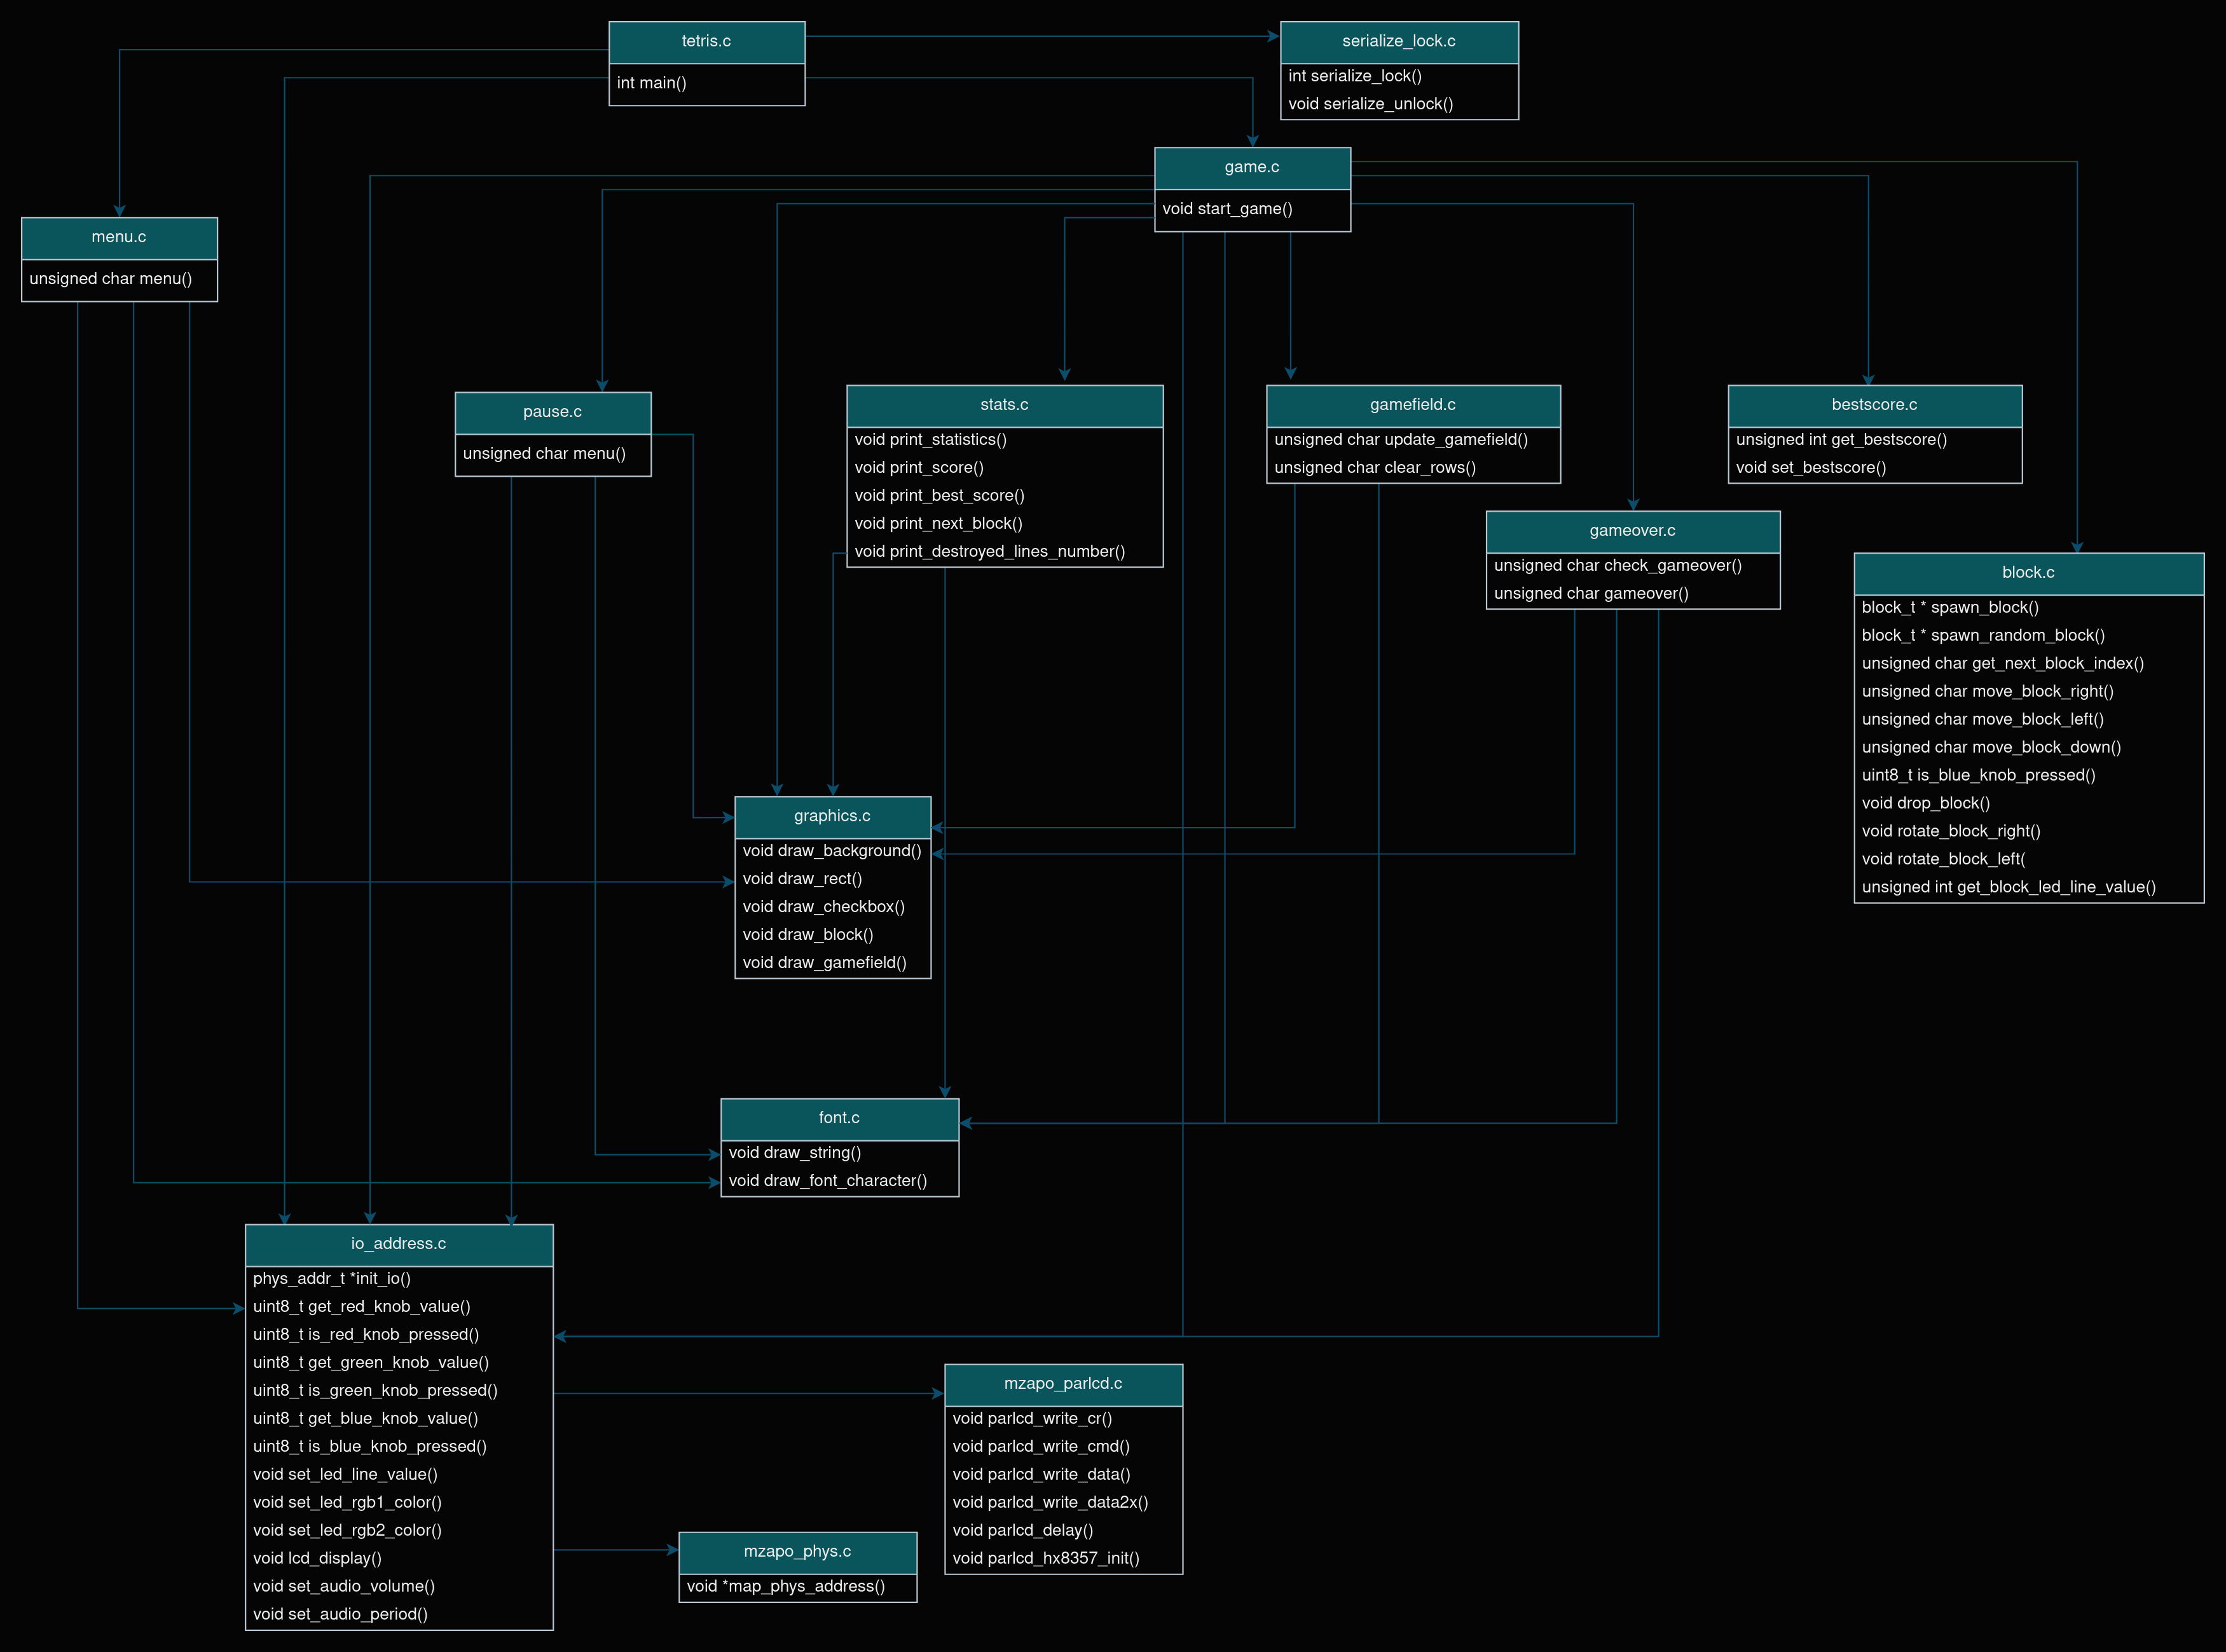 tetris.c
int main()
serialize_lock.c
int serialize_lock()
void serialize_unlock()
game.c
void start_game()
menu.c
unsigned char menu()
pause.c
unsigned char menu()
stats.c
void print_statistics()
void print_score()
void print_best_score()
void print_next_block()
void print_destroyed_lines_number()
gamefield.c
unsigned char update_gamefield()
unsigned char clear_rows()
bestscore.c
unsigned int get_bestscore()
void set_bestscore()
gameover.c
unsigned char check_gameover()
unsigned char gameover()
block.c
block_t * spawn_block()
block_t * spawn_random_block()
unsigned char get_next_block_index()
unsigned char move_block_right()
unsigned char move_block_left()
unsigned char move_block_down()
uint8_t is_blue_knob_pressed()
void drop_block()
void rotate_block_right()
void rotate_block_left(
unsigned int get_block_led_line_value()
graphics.c
void draw_background()
void draw_rect()
void draw_checkbox()
void draw_block()
void draw_gamefield()
font.c
void draw_string()
void draw_font_character()
io_address.c
phys_addr_t *init_io()
uint8_t get_red_knob_value()
uint8_t is_red_knob_pressed()
uint8_t get_green_knob_value()
uint8_t is_green_knob_pressed()
uint8_t get_blue_knob_value()
uint8_t is_blue_knob_pressed()
void set_led_line_value()
void set_led_rgb1_color()
void set_led_rgb2_color()
void lcd_display()
void set_audio_volume()
void set_audio_period()
mzapo_parlcd.c
void parlcd_write_cr()
void parlcd_write_cmd()
void parlcd_write_data()
void parlcd_write_data2x()
void parlcd_delay()
void parlcd_hx8357_init()
mzapo_phys.c
void *map_phys_address()